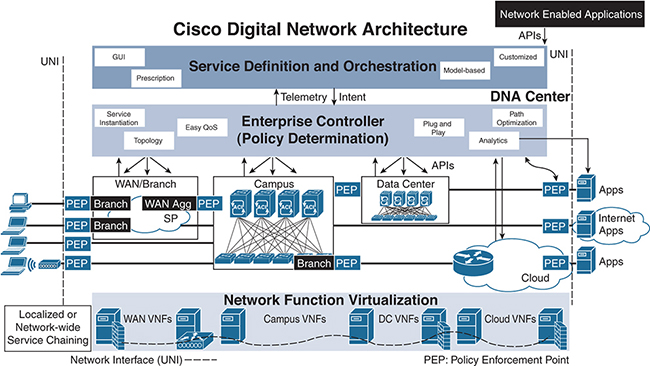 Cisco Digital Network Architecture
Network Enabled Applications
APIs
UNI
UNI
GUI
Prescription
Service Definition and Orchestration
Model-based
Customized
Telemetry
Intent
DNA Center
Service
Instantiation
Topology
Easy QoS
Enterprise Controller
(Policy Determination)
Plug and
Play
Path
Optimization
Analytics
APIs
WAN/Branch
Campus
Data Center
PEP
Branch
WAN Agg
PEP
PEP
PEP
Apps
SP
PEP
Branch
PEP
Internet
Apps
PEP
PEP
Branch
PEP
Cloud
PEP
Apps
Network Function Virtualization
Localized or
Network-wide
Service Chaining
WAN VNFs
Campus VNFs
DC VNFs
Cloud VNFs
Network Interface (UNI)
PEP: Policy Enforcement Point